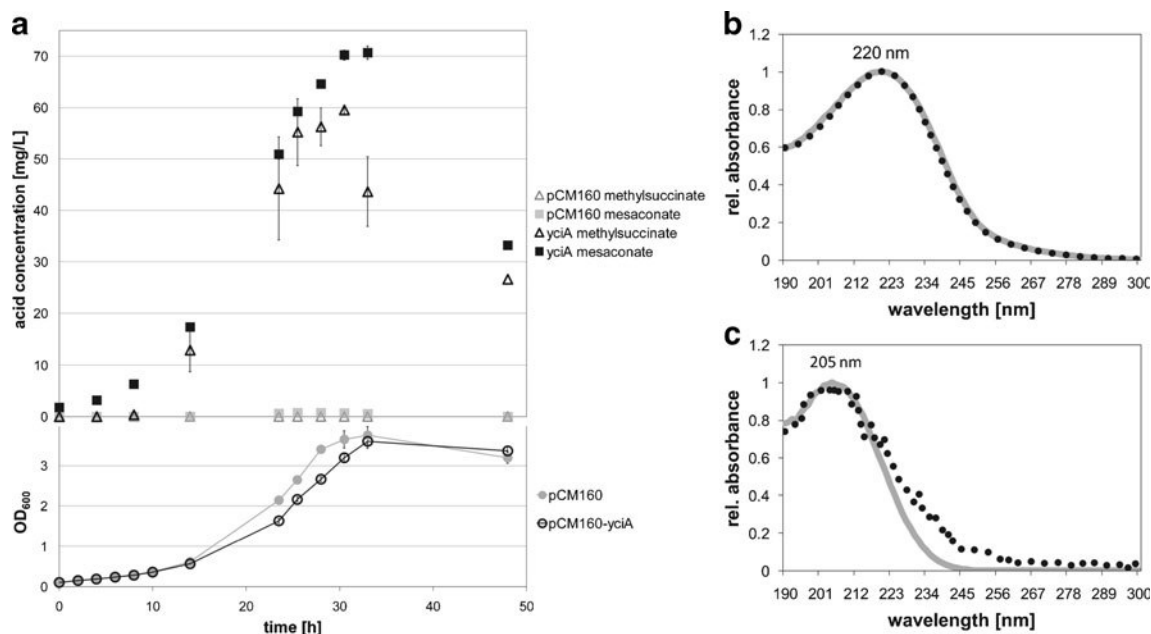 a
acid concentration [mg/L]
70
60
50
40
30
20
10
0
pCM160 methylsuccinate
pCM160 mesaconate
yciA methylsuccinate
yciA mesaconate
OD600
3
2
1
0
pCM160
pCM160-yciA
0 10 20 30 40 50
time [h]
b
220 nm
rel. absorbance
1.2
1
0.8
0.6
0.4
0.2
0
190 201 212 223 234 245 256 267 278 289 300
wavelength [nm]
c
205 nm
rel. absorbance
1.2
1
0.8
0.6
0.4
0.2
0
190 201 212 223 234 245 256 267 278 289 300
wavelength [nm]